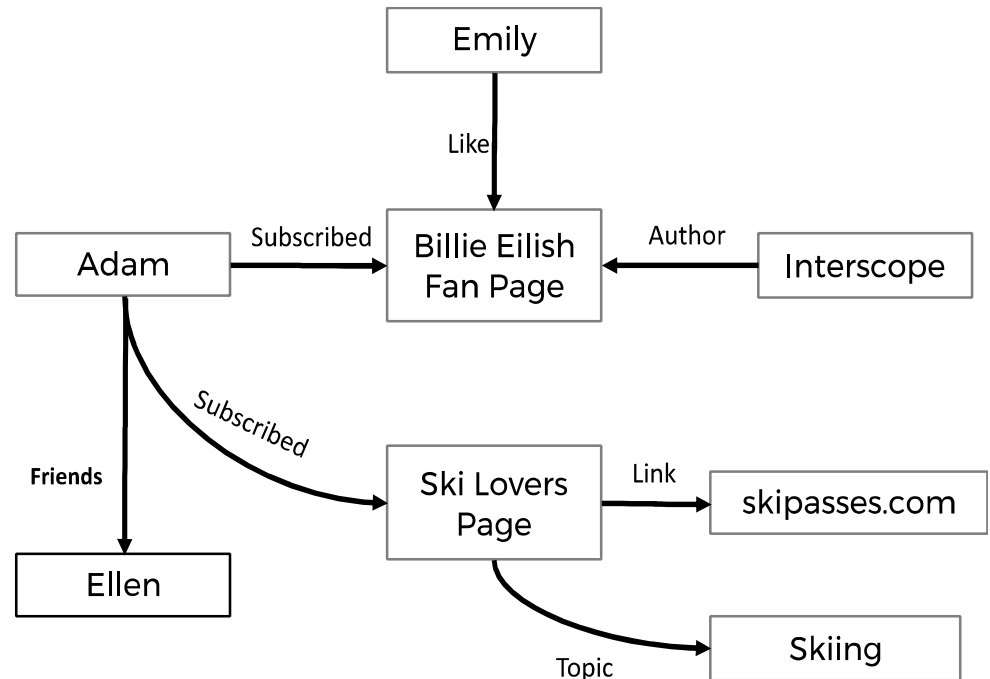 Emily
Like
Subscribed
Billie Eilish
Fan Page
Author
Adam
Interscope
Subscribed
Friends
Ski Lovers
Page
Link
skipasses.com
Ellen
Topic
Skiing